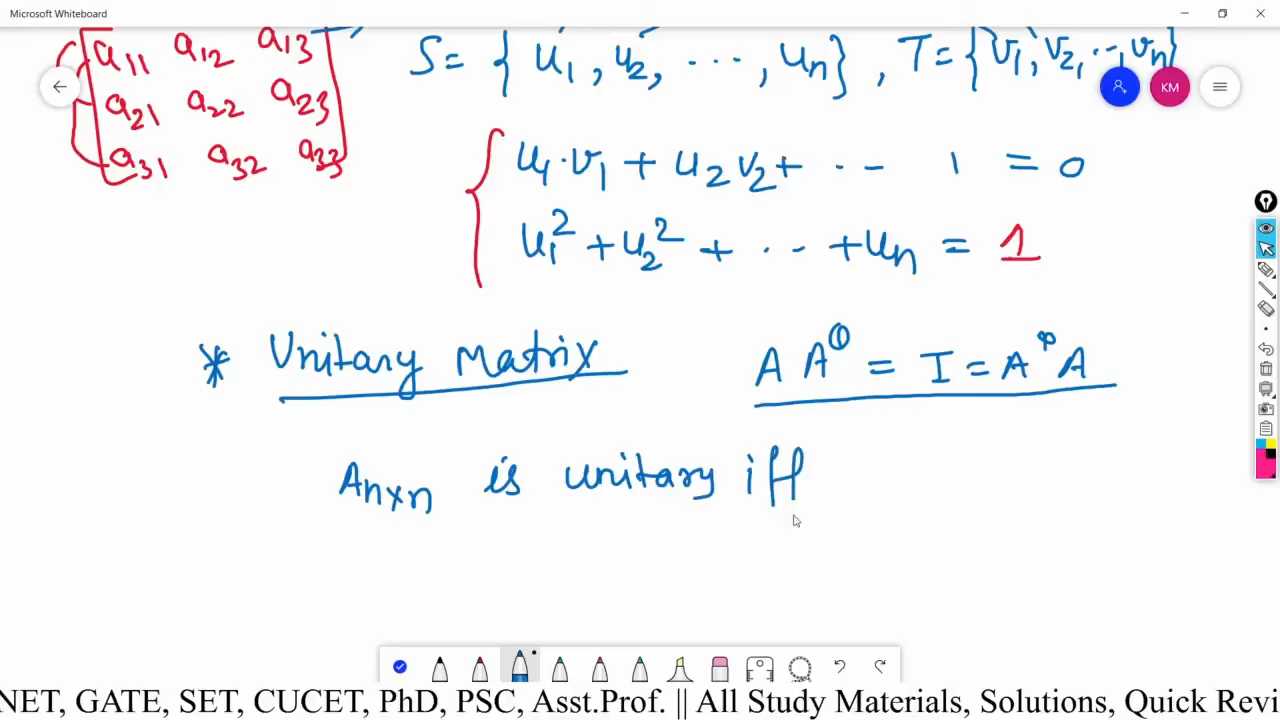 Microsoft Whiteboard
a11 a12 a13
S = { u1, u2, ..., un }, T = { v1, v2, .., vn }
a21 a22 a23
KM
a31 a32 a33
u1·v1 + u2v2 + ·· – 1 = 0
u1² + u2² + ·· + un = 1
* Unitary Matrix A A^θ = I = A*A
An×n is unitary iff
NET, GATE, SET, CUCET, PhD, PSC, Asst.Prof. || All Study Materials, Solutions, Quick Revi